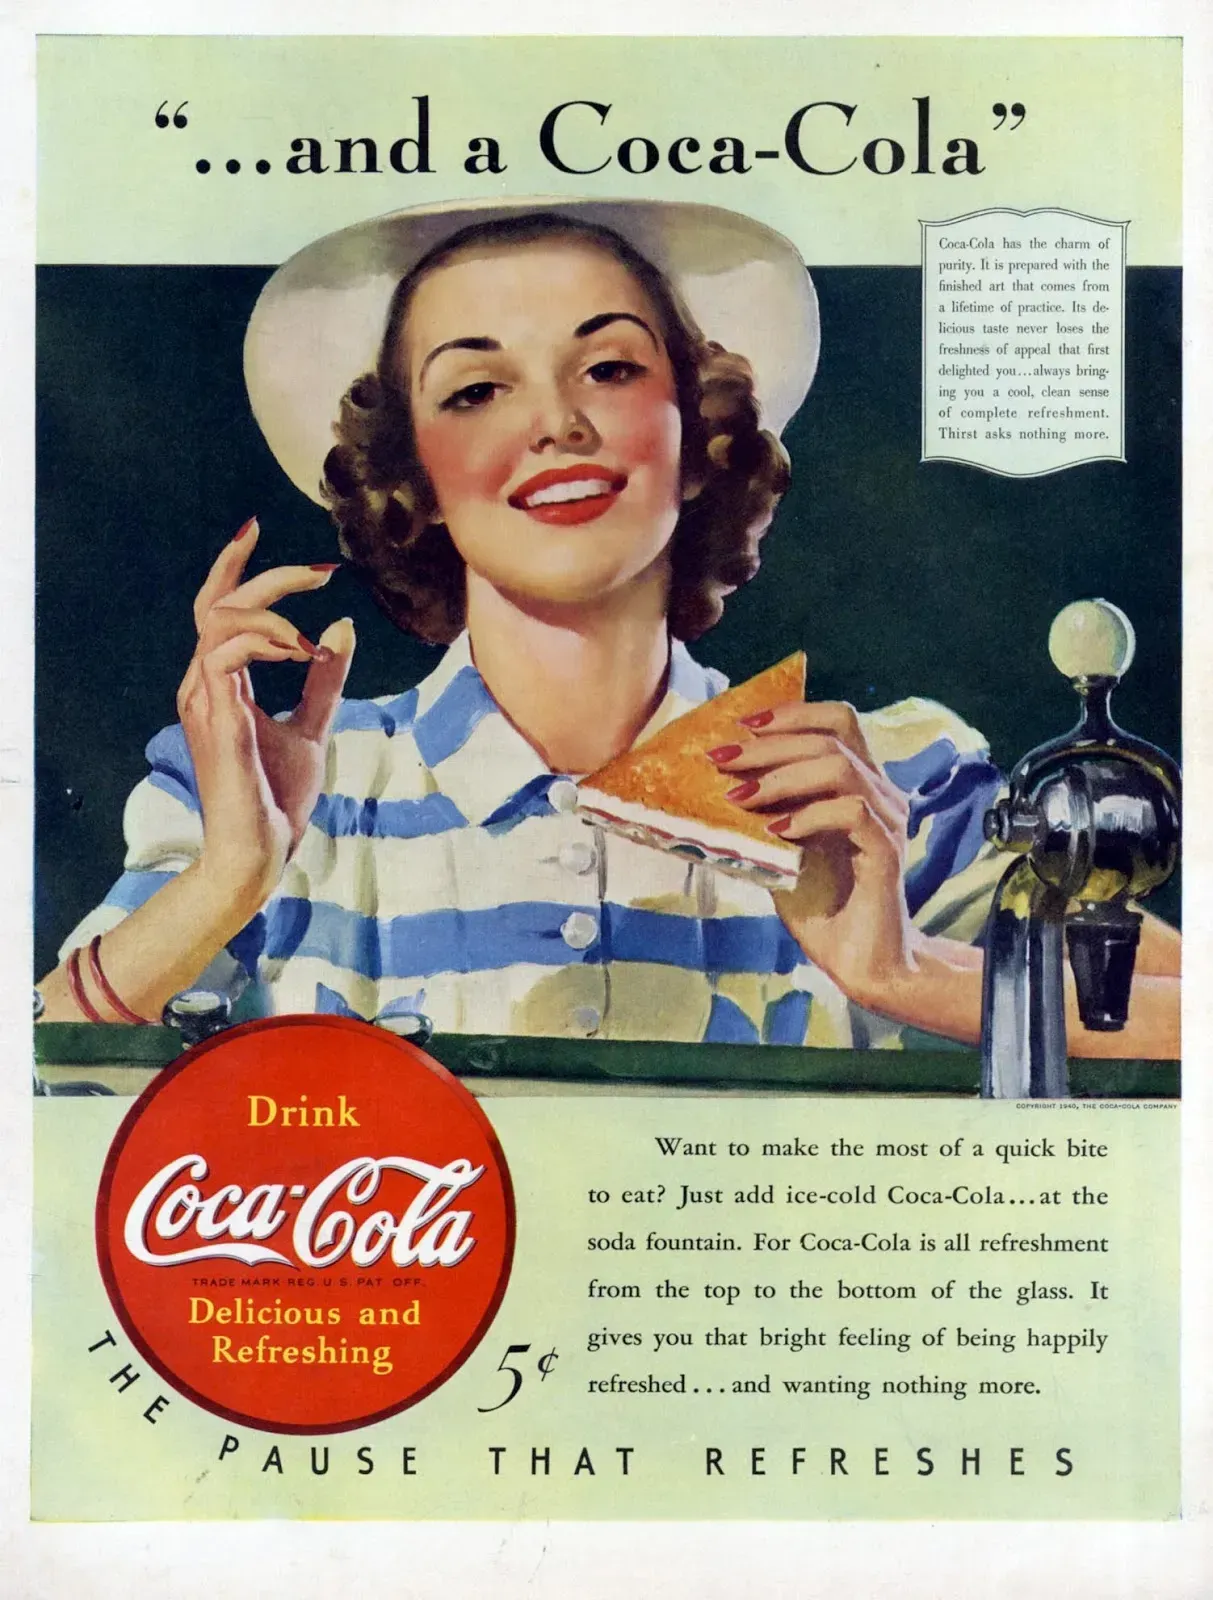 “...and a Coca-Cola”
Coca-Cola has the charm of
purity. It is prepared with the
finished art that comes from
a lifetime of practice. Its de-
licious taste never loses the
freshness of appeal that first
delighted you...always bring-
ing you a cool, clean sense
of complete refreshment.
Thirst asks nothing more.
COPYRIGHT 1940, THE COCA-COLA COMPANY
Drink
Coca-Cola
TRADE MARK REG. U.S. PAT. OFF.
Delicious and
Refreshing
5¢
Want to make the most of a quick bite
to eat? Just add ice-cold Coca-Cola...at the
soda fountain. For Coca-Cola is all refreshment
from the top to the bottom of the glass. It
gives you that bright feeling of being happily
refreshed...and wanting nothing more.
THE PAUSE THAT REFRESHES